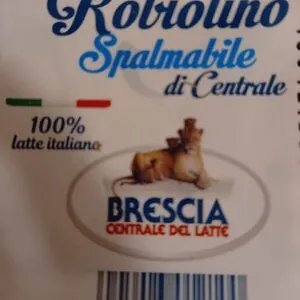 Robiolino
Spalmabile
di Centrale
100%
latte italiano
BRESCIA
CENTRALE DEL LATTE